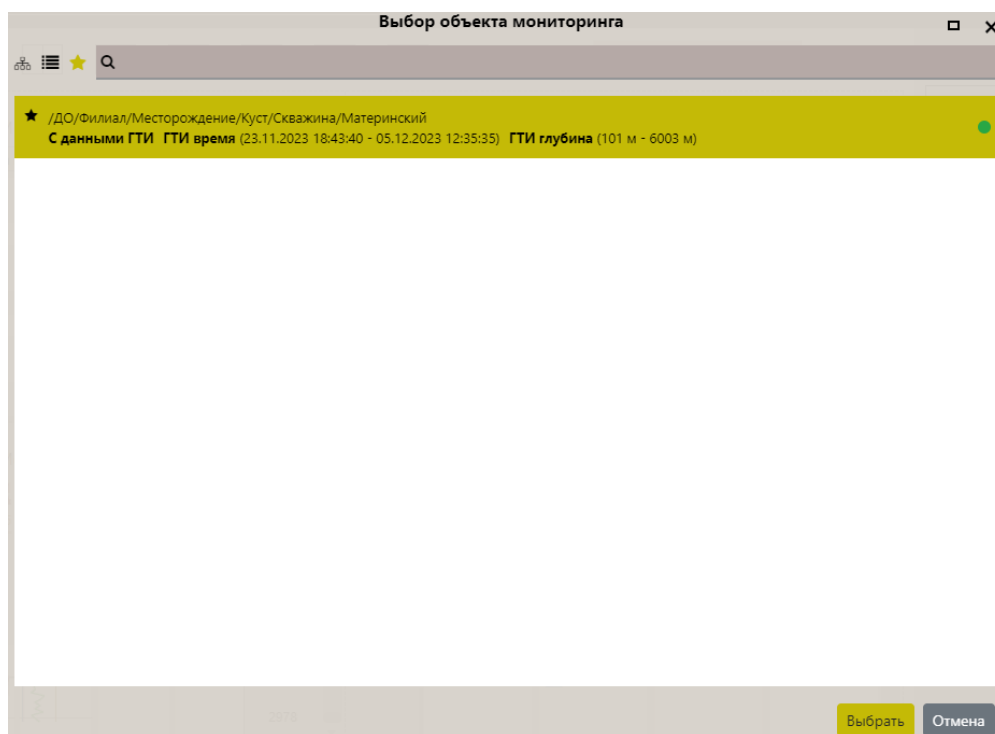 Выбор объекта мониторинга
/ДО/Филиал/Месторождение/Куст/Скважина/Материнский
С данными ГТИ ГТИ время (23.11.2023 18:43:40 - 05.12.2023 12:35:35) ГТИ глубина (101 м - 6003 м)
2970
Выбрать Отмена